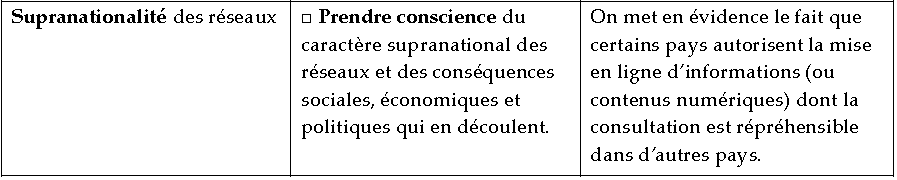 Supranationalité des réseaux
□ Prendre conscience du
caractère supranational des
réseaux et des conséquences
sociales, économiques et
politiques qui en découlent.
On met en évidence le fait que
certains pays autorisent la mise
en ligne d'informations (ou
contenus numériques) dont la
consultation est répréhensible
dans d'autres pays.